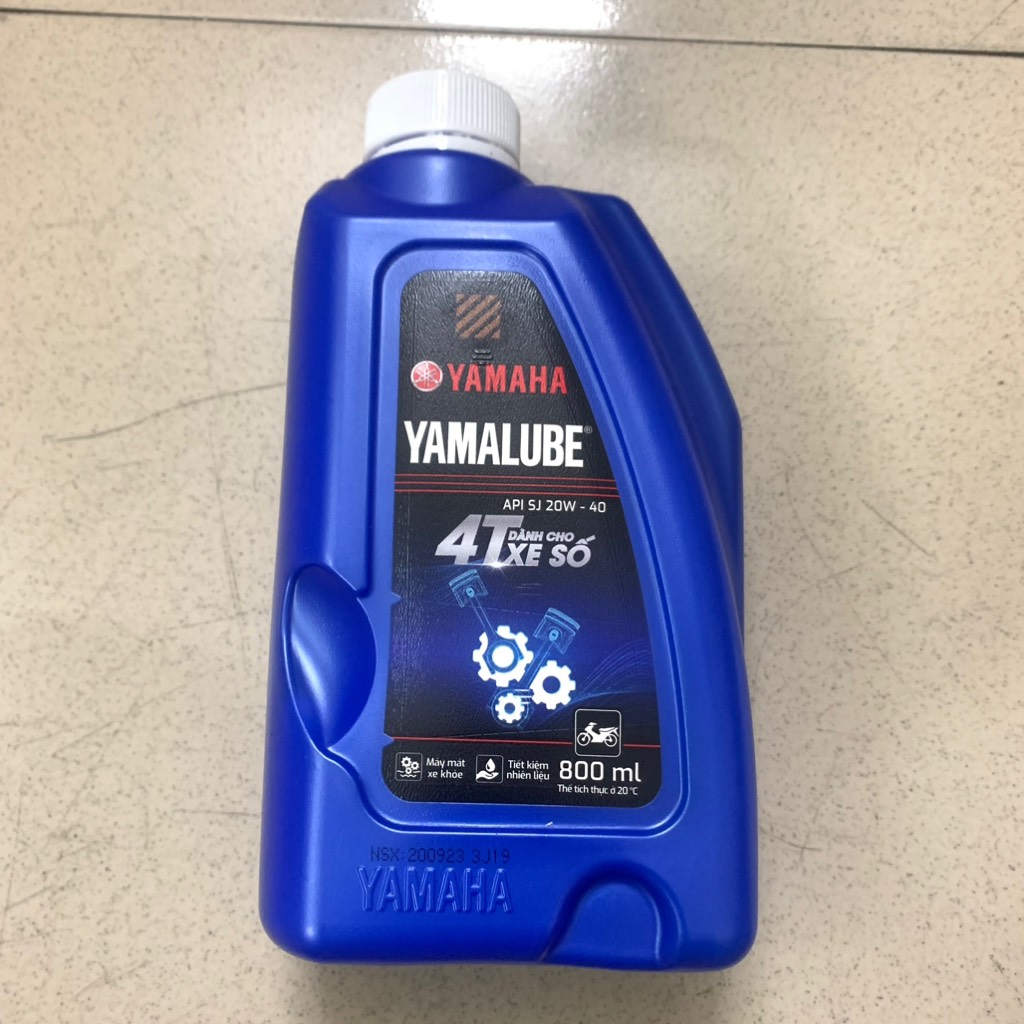 YAMAHA
YAMALUBE®
API SJ 20W - 40
4T DÀNH CHO
XE SỐ
Máy mát
xe khỏe
Tiết kiệm
nhiên liệu
800 ml
Thể tích thực ở 20 °C
NSX: 200923 3J19
YAMAHA